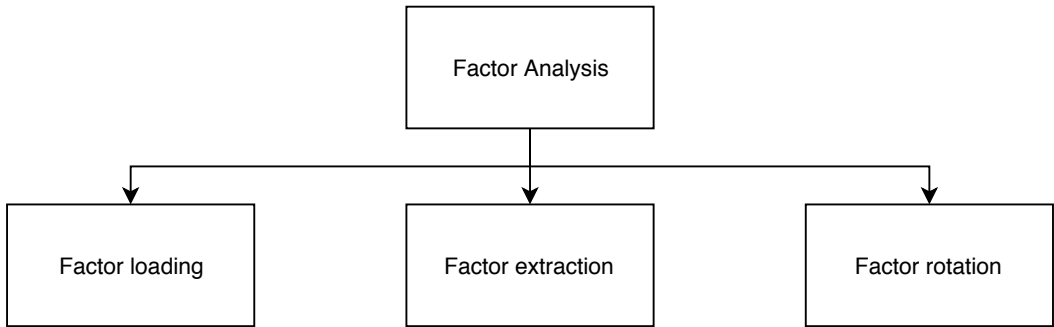 Factor Analysis
Factor loading
Factor extraction
Factor rotation